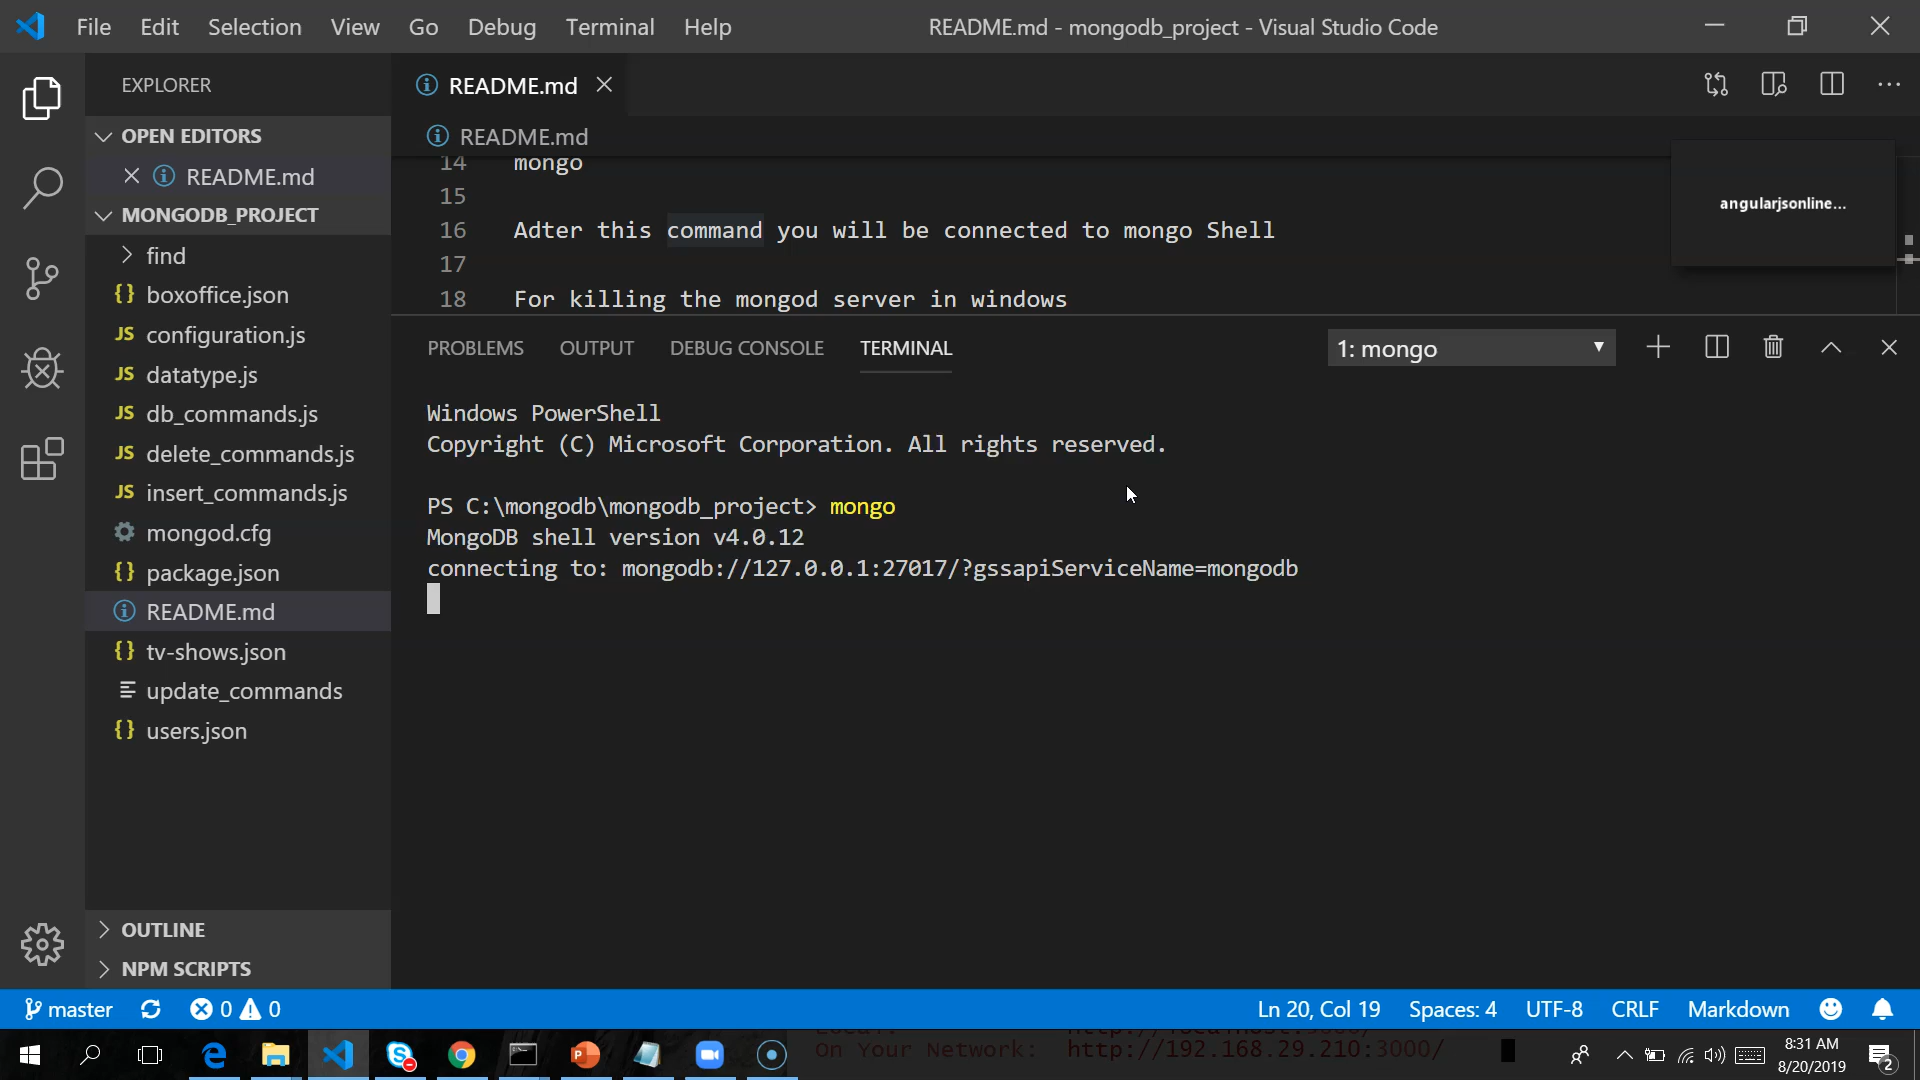 File Edit Selection View Go Debug Terminal Help README.md - mongodb_project - Visual Studio Code
EXPLORER
OPEN EDITORS
README.md
MONGODB_PROJECT
find
{} boxoffice.json
JS configuration.js
JS datatype.js
JS db_commands.js
JS delete_commands.js
JS insert_commands.js
mongod.cfg
{} package.json
README.md
{} tv-shows.json
update_commands
{} users.json
OUTLINE
NPM SCRIPTS
README.md
README.md
14 mongo
15
16 Adter this command you will be connected to mongo Shell
17
18 For killing the mongod server in windows
angularjsonline...
PROBLEMS OUTPUT DEBUG CONSOLE TERMINAL 1: mongo
Windows PowerShell
Copyright (C) Microsoft Corporation. All rights reserved.
PS C:\mongodb\mongodb_project> mongo
MongoDB shell version v4.0.12
connecting to: mongodb://127.0.0.1:27017/?gssapiServiceName=mongodb
master 0 0 Ln 20, Col 19 Spaces: 4 UTF-8 CRLF Markdown
On Your Network: http://192.168.29.210:3000/
8:31 AM
8/20/2019
2